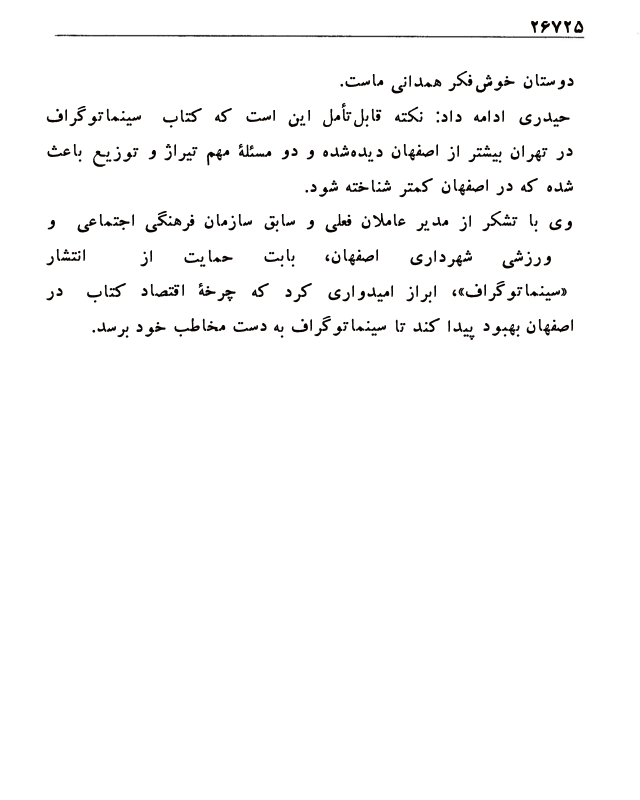 ۲۶۷۲۵
دوستان خوش‌فکر همدانی ماست.
حیدری ادامه داد: نکته قابل‌تأمل این است که کتاب سینماتوگراف
در تهران بیشتر از اصفهان دیده‌شده و دو مسئلهٔ مهم تیراژ و توزیع باعث
شده که در اصفهان کمتر شناخته شود.
وی با تشکر از مدیر عاملان فعلی و سابق سازمان فرهنگی اجتماعی و
ورزشی شهرداری اصفهان، بابت حمایت از انتشار
«سینماتوگراف»، ابراز امیدواری کرد که چرخهٔ اقتصاد کتاب در
اصفهان بهبود پیدا کند تا سینماتوگراف به دست مخاطب خود برسد.